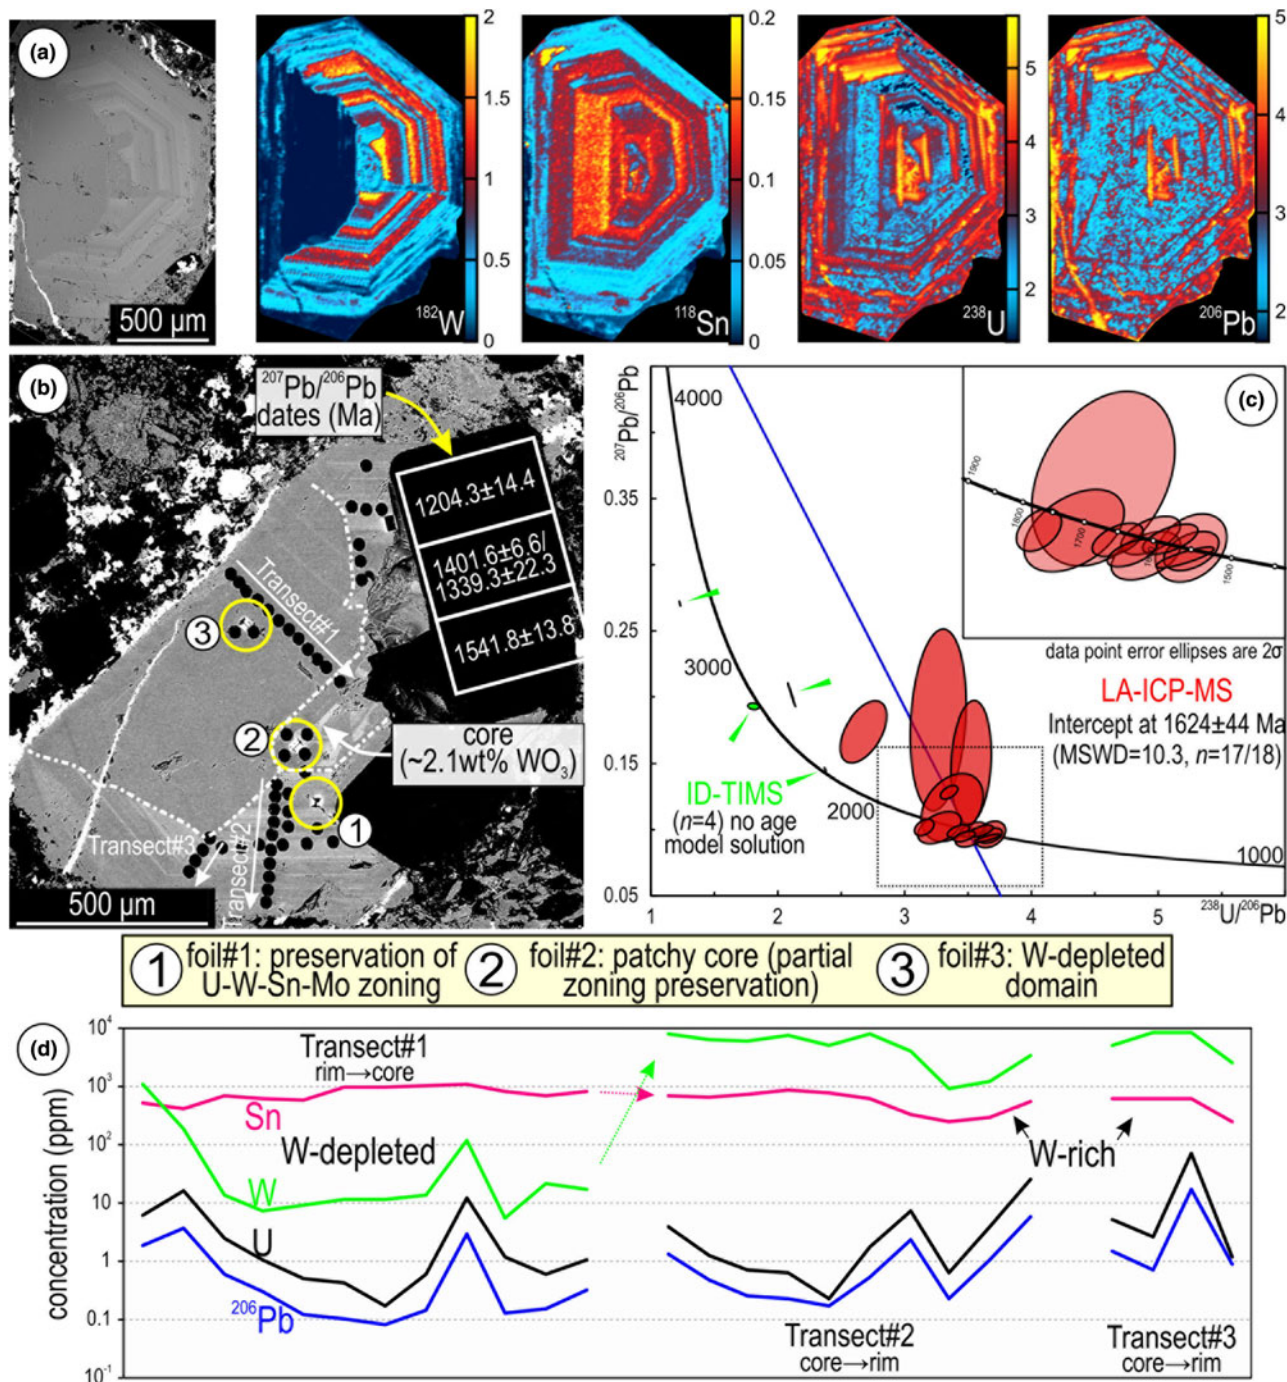 (a)
500 µm
2
1.5
1
0.5
0
182W
0.2
0.15
0.1
0.05
0
118Sn
5
4
3
2
238U
5
4
3
2
206Pb
(b)
207Pb/206Pb
dates (Ma)
1204.3±14.4
1401.6±6.6/
1339.3±22.3
1541.8±13.8
Transect#1
3
2
core
(~2.1wt% WO3)
1
Transect#3
Transect#2
500 µm
(c)
207Pb/206Pb
4000
0.35
3000
0.25
0.15
0.05
2000
1000
1900
1800
1700
1500
data point error ellipses are 2σ
LA-ICP-MS
Intercept at 1624±44 Ma
(MSWD=10.3, n=17/18)
ID-TIMS
(n=4) no age
model solution
1
2
3
4
5
238U/206Pb
1 foil#1: preservation of
U-W-Sn-Mo zoning
2 foil#2: patchy core (partial
zoning preservation)
3 foil#3: W-depleted
domain
(d)
concentration (ppm)
10^4
10^3
10^2
10
1
0.1
10^-1
Transect#1
rim→core
Sn
W-depleted
W
U
206Pb
W-rich
Transect#2
core→rim
Transect#3
core→rim